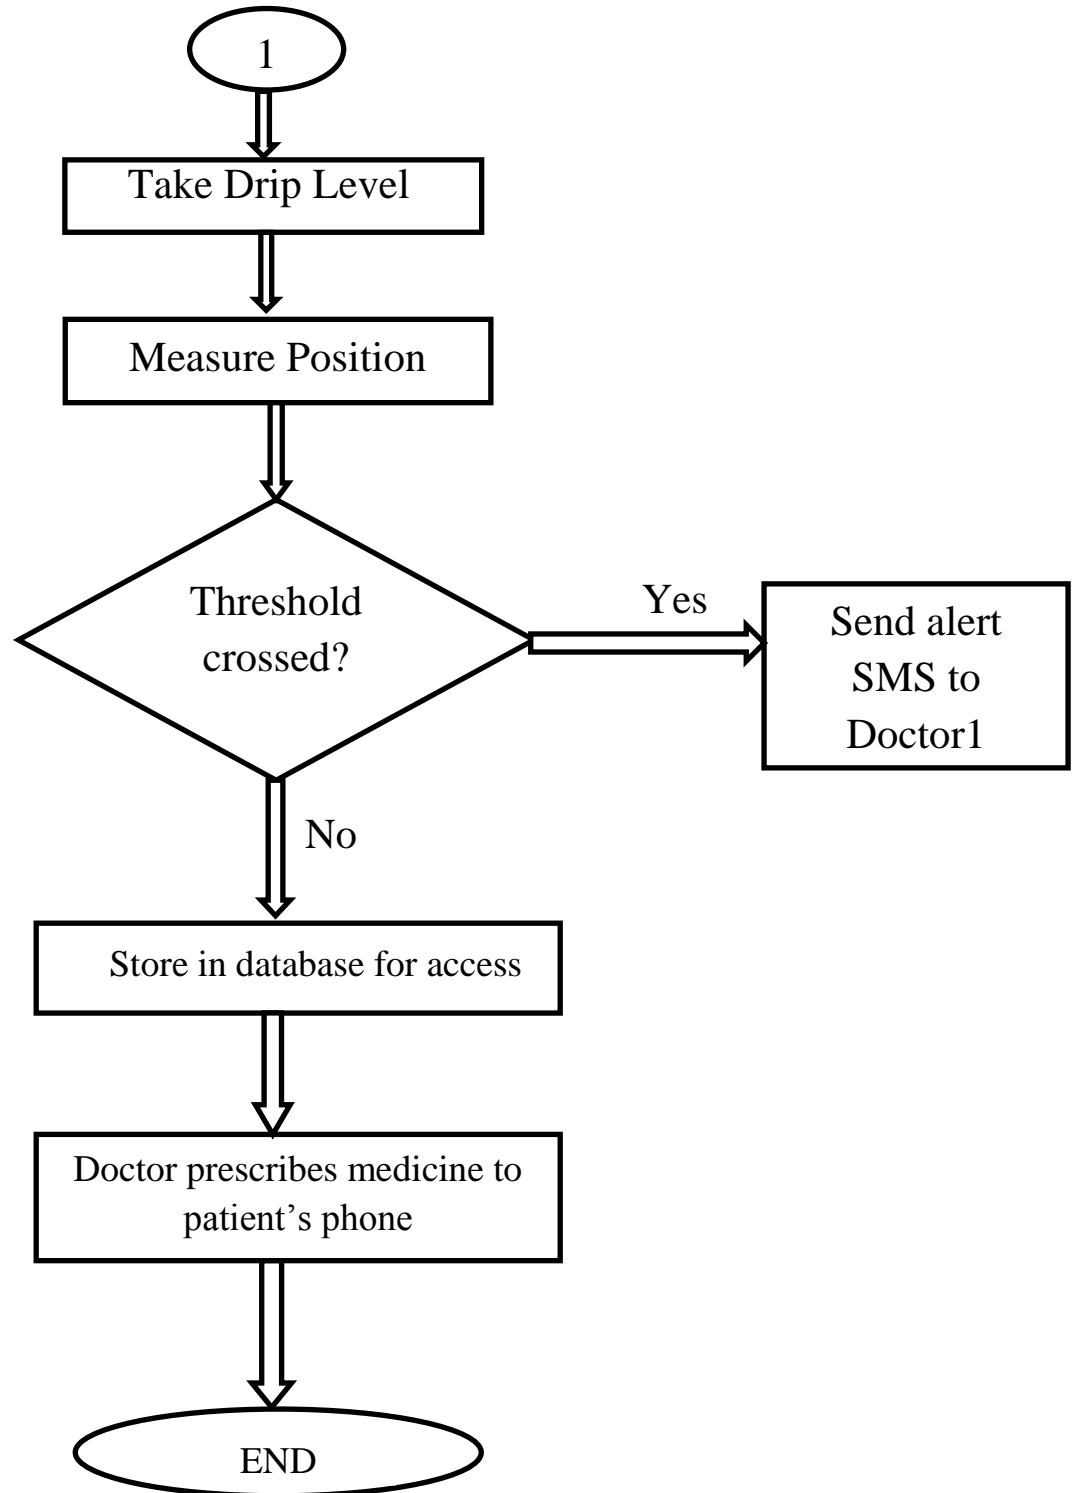 1
Take Drip Level
Measure Position
Threshold
crossed?
Yes
Send alert
SMS to
Doctor1
No
Store in database for access
Doctor prescribes medicine to
patient’s phone
END